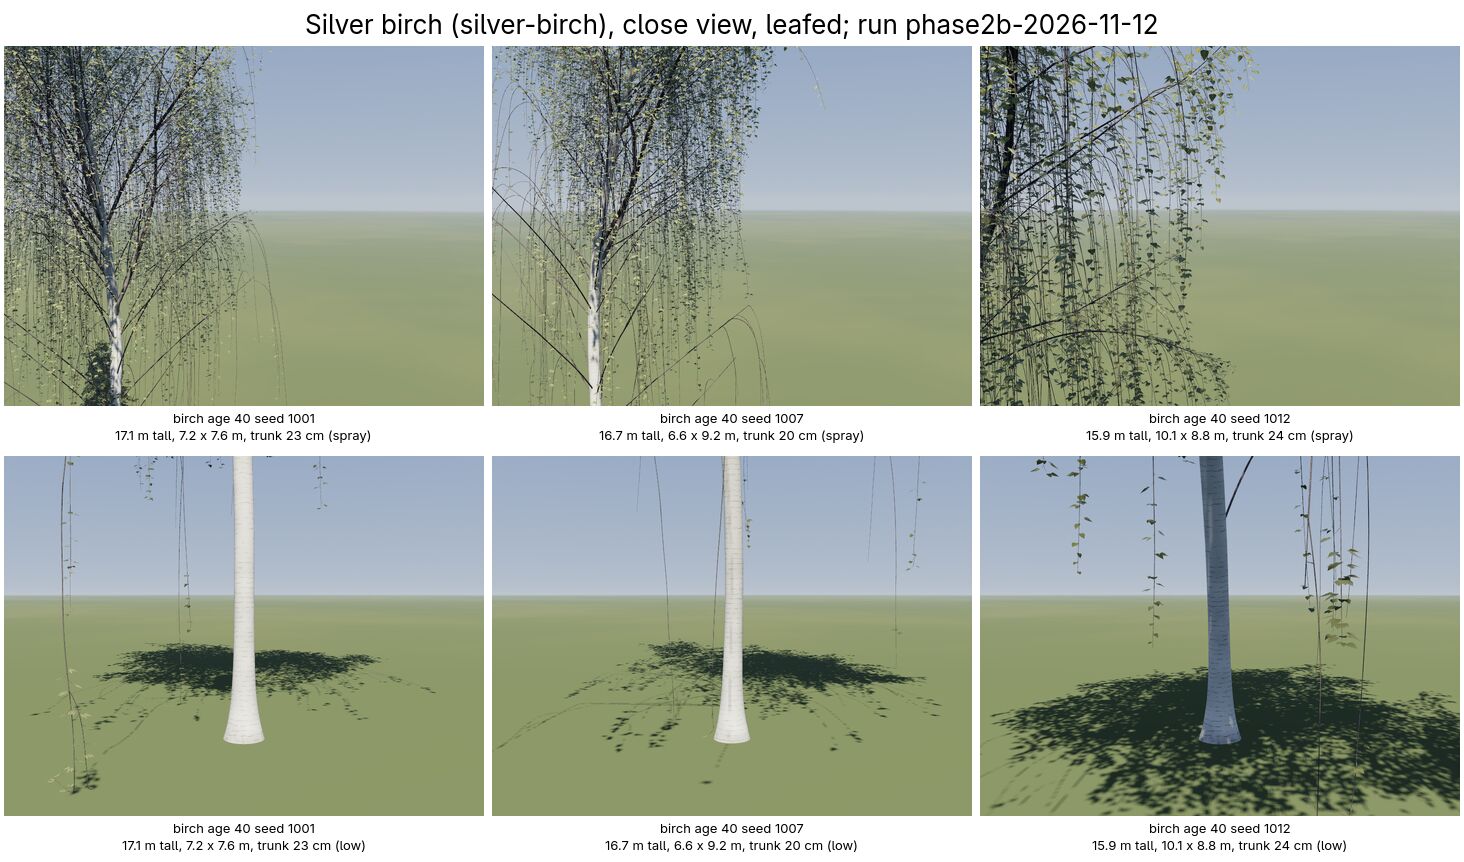 Silver birch (silver-birch), close view, leafed; run phase2b-2026-11-12
birch age 40 seed 1001
17.1 m tall, 7.2 x 7.6 m, trunk 23 cm (spray)
birch age 40 seed 1007
16.7 m tall, 6.6 x 9.2 m, trunk 20 cm (spray)
birch age 40 seed 1012
15.9 m tall, 10.1 x 8.8 m, trunk 24 cm (spray)
birch age 40 seed 1001
17.1 m tall, 7.2 x 7.6 m, trunk 23 cm (low)
birch age 40 seed 1007
16.7 m tall, 6.6 x 9.2 m, trunk 20 cm (low)
birch age 40 seed 1012
15.9 m tall, 10.1 x 8.8 m, trunk 24 cm (low)